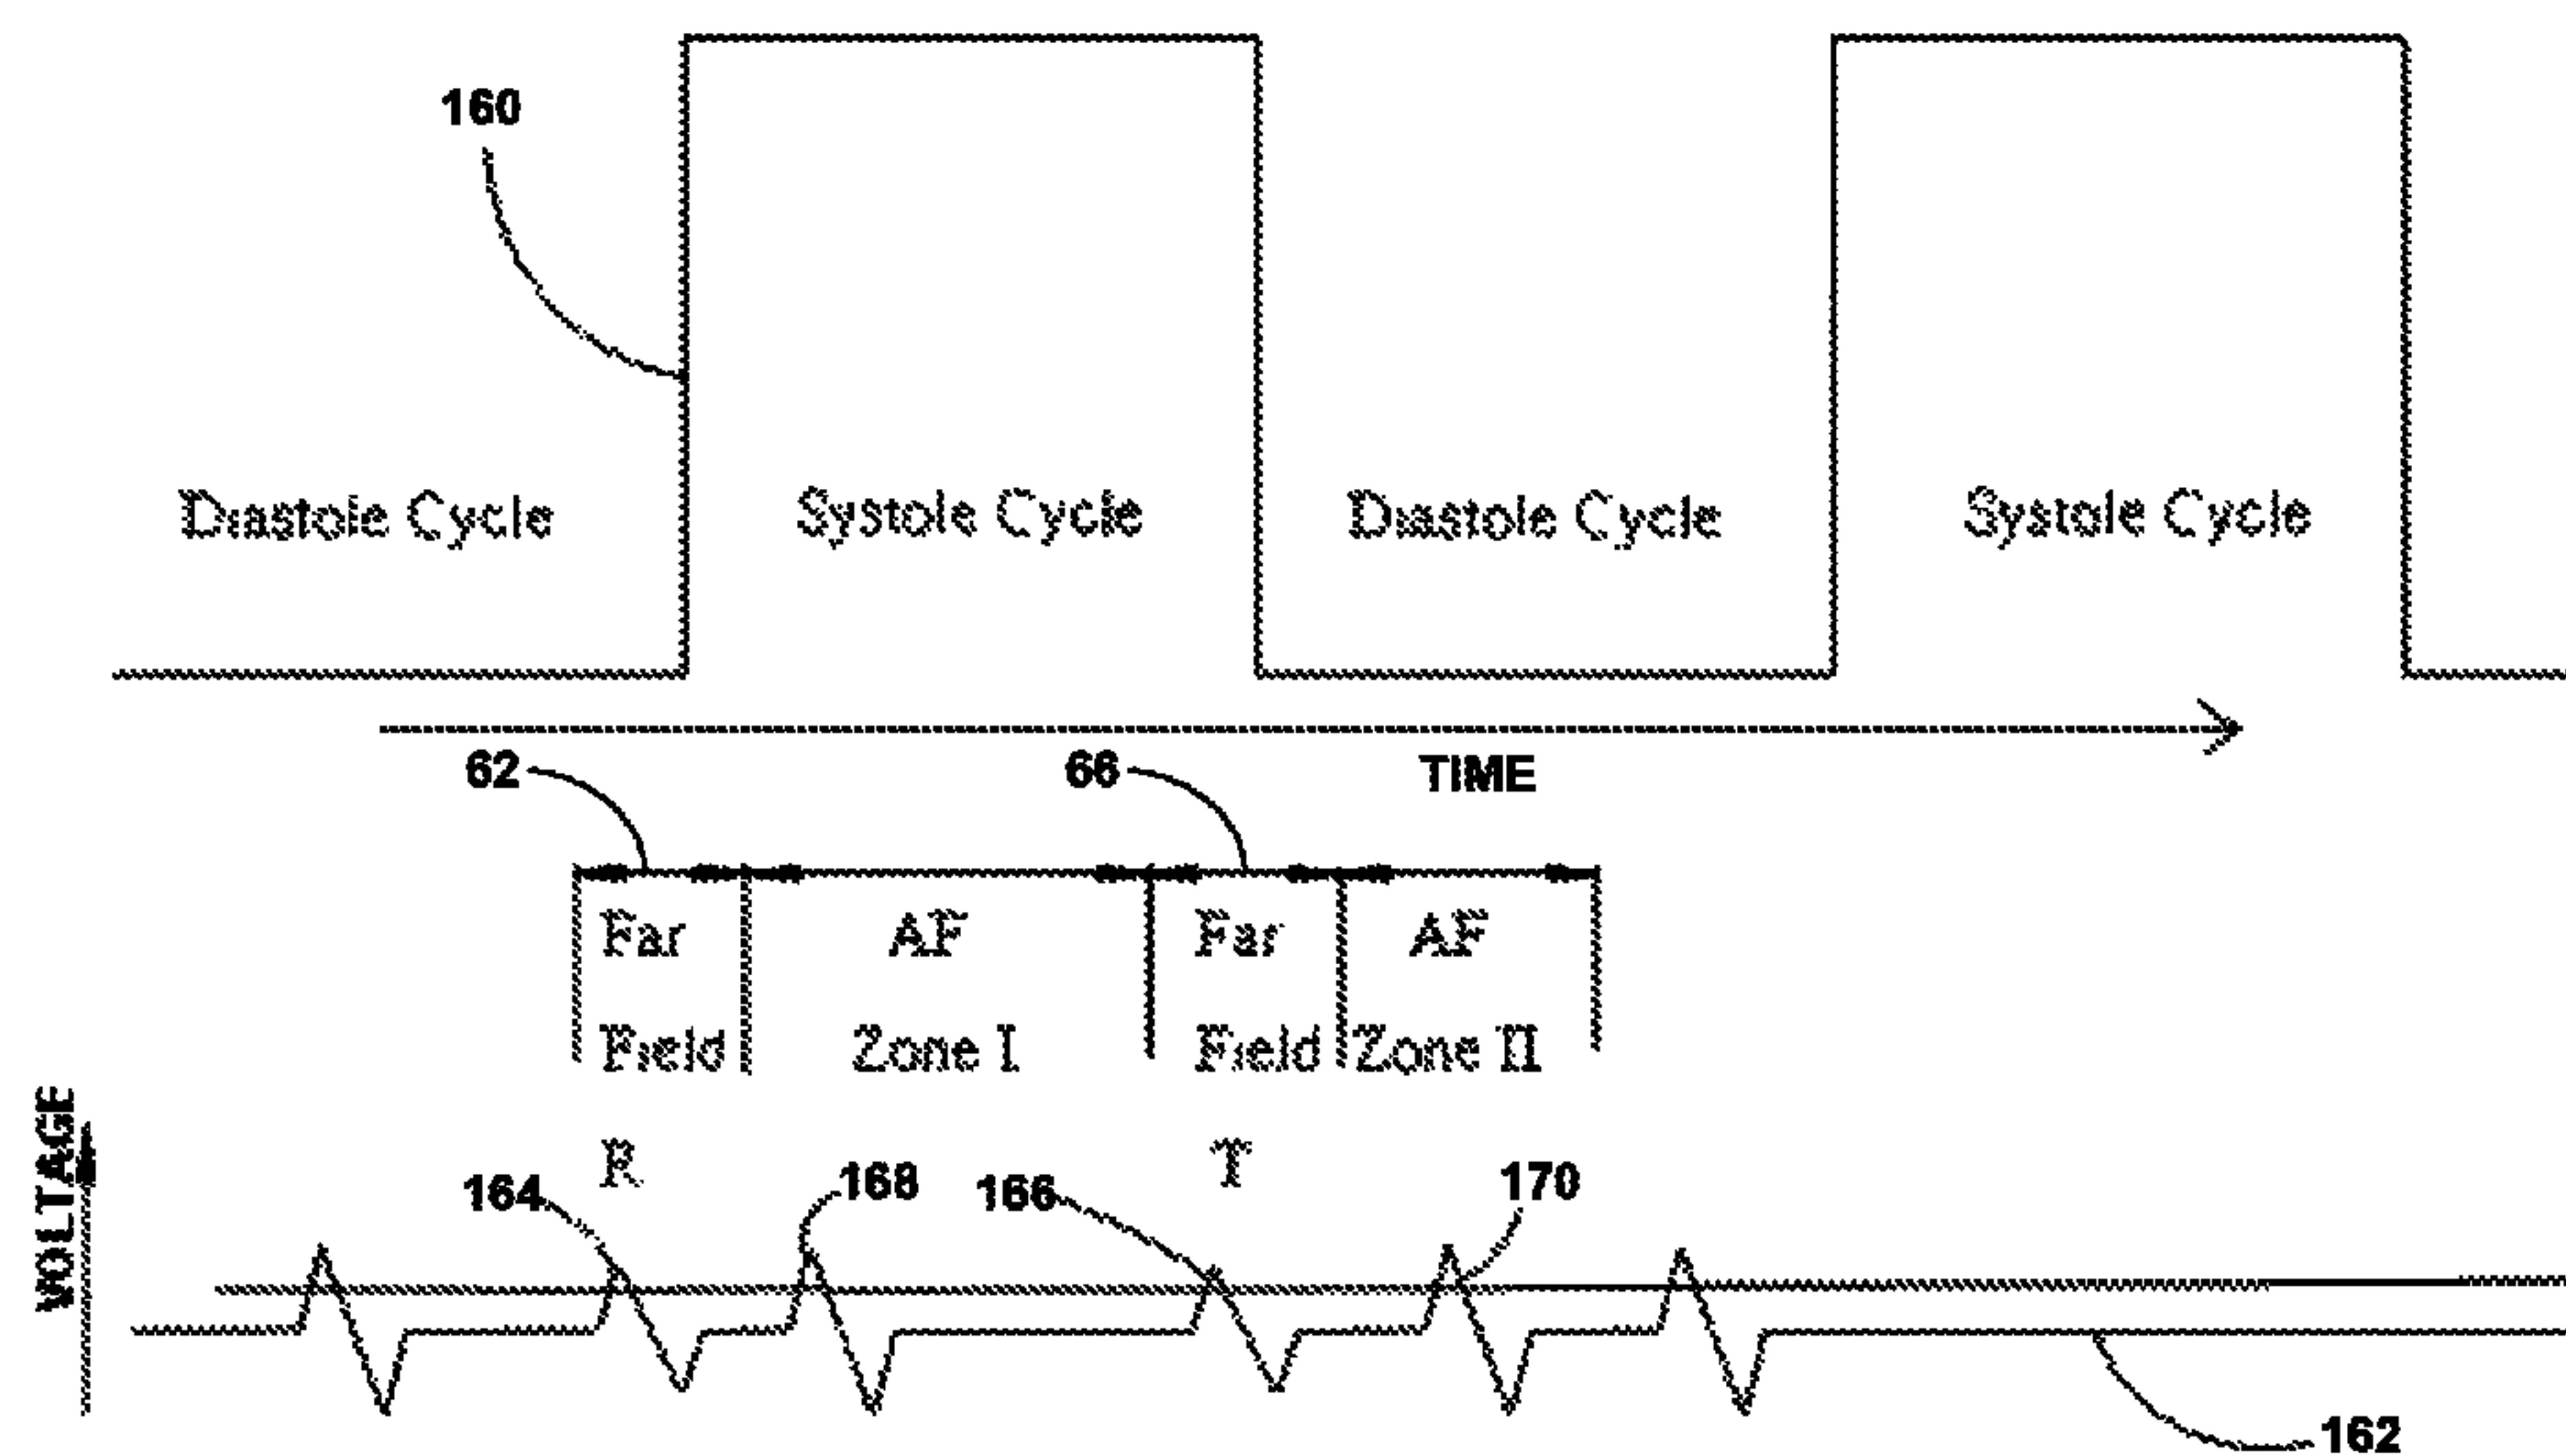 160
Diastole Cycle
Systole Cycle
Diastole Cycle
Systole Cycle
62
66
TIME
Far
Field
R
AF
Zone I
Far
Field
T
AF
Zone II
VOLTAGE
164
168
166
170
162